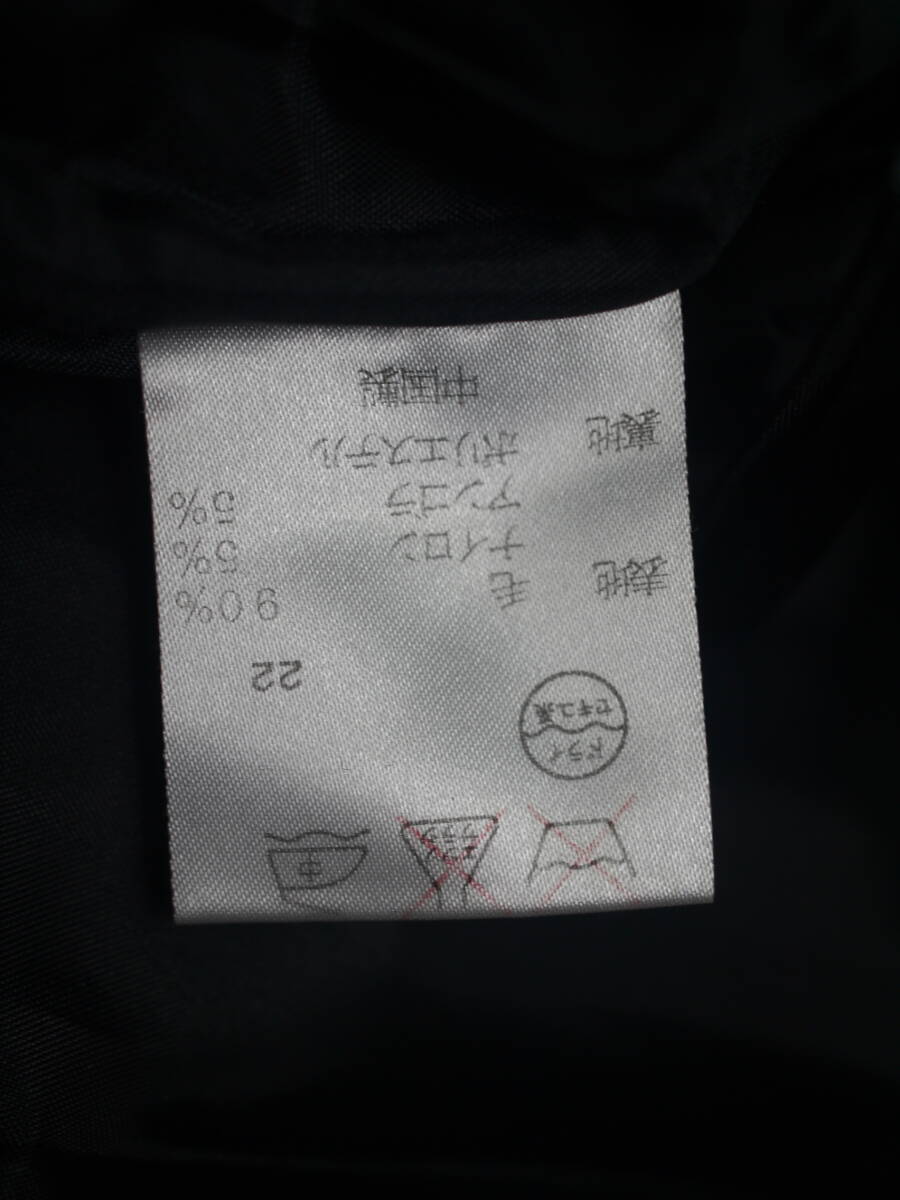 中
ドライ
セキユ系
22
表地 毛 90%
ナイロン 5%
アンゴラ 5%
裏地 ポリエステル
中国製